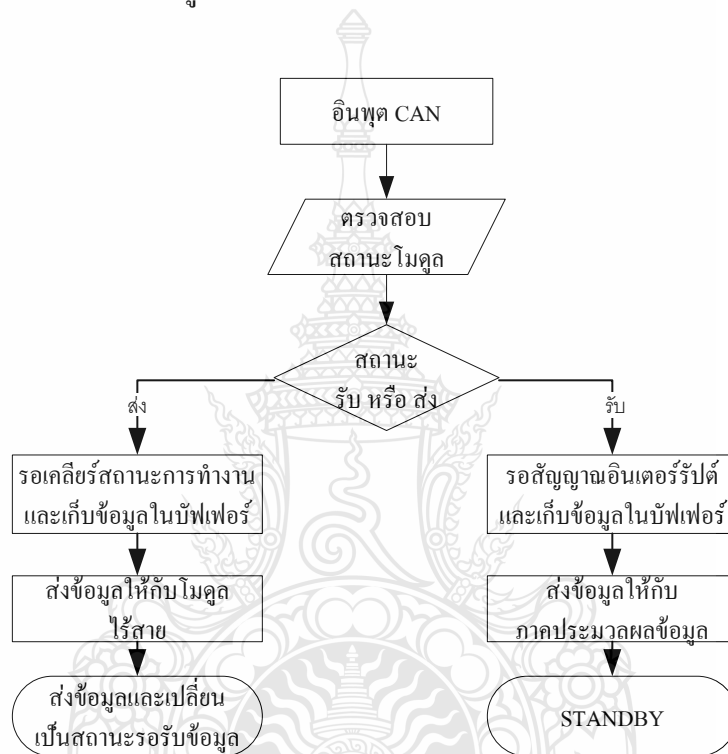 อินพุต CAN
ตรวจสอบ
สถานะโมดูล
สถานะ
รับ หรือ ส่ง
ส่ง
รับ
รอเคลียร์สถานะการทำงาน
และเก็บข้อมูลในบัฟเฟอร์
รอสัญญาณอินเตอร์รัปต์
และเก็บข้อมูลในบัฟเฟอร์
ส่งข้อมูลให้กับโมดูล
ไร้สาย
ส่งข้อมูลให้กับ
ภาคประมวลผลข้อมูล
ส่งข้อมูลและเปลี่ยน
เป็นสถานะรอรับข้อมูล
STANDBY